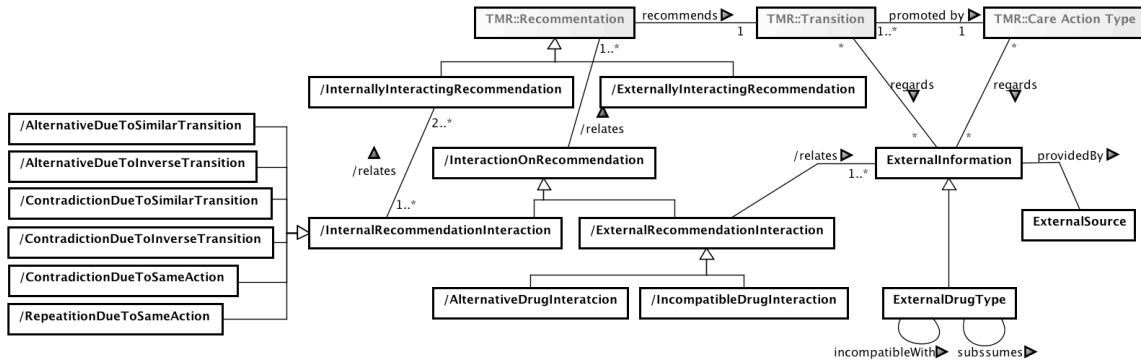 TMR::Recommentation
recommends
1
TMR::Transition
1..*
promoted by
1
TMR::Care Action Type
1..*
*
*
/InternallyInteractingRecommendation
/ExternallyInteractingRecommendation
regards
regards
2..*
/relates
/AlternativeDueToSimilarTransition
/AlternativeDueToInverseTransition
/ContradictionDueToSimilarTransition
/ContradictionDueToInverseTransition
/ContradictionDueToSameAction
/RepeatitionDueToSameAction
/relates
1..*
/InteractionOnRecommendation
/relates
1..*
*
*
ExternalInformation
providedBy
ExternalSource
/InternalRecommendationInteraction
/ExternalRecommendationInteraction
/AlternativeDrugInteratcion
/IncompatibleDrugInteraction
ExternalDrugType
incompatibleWith
subssumes